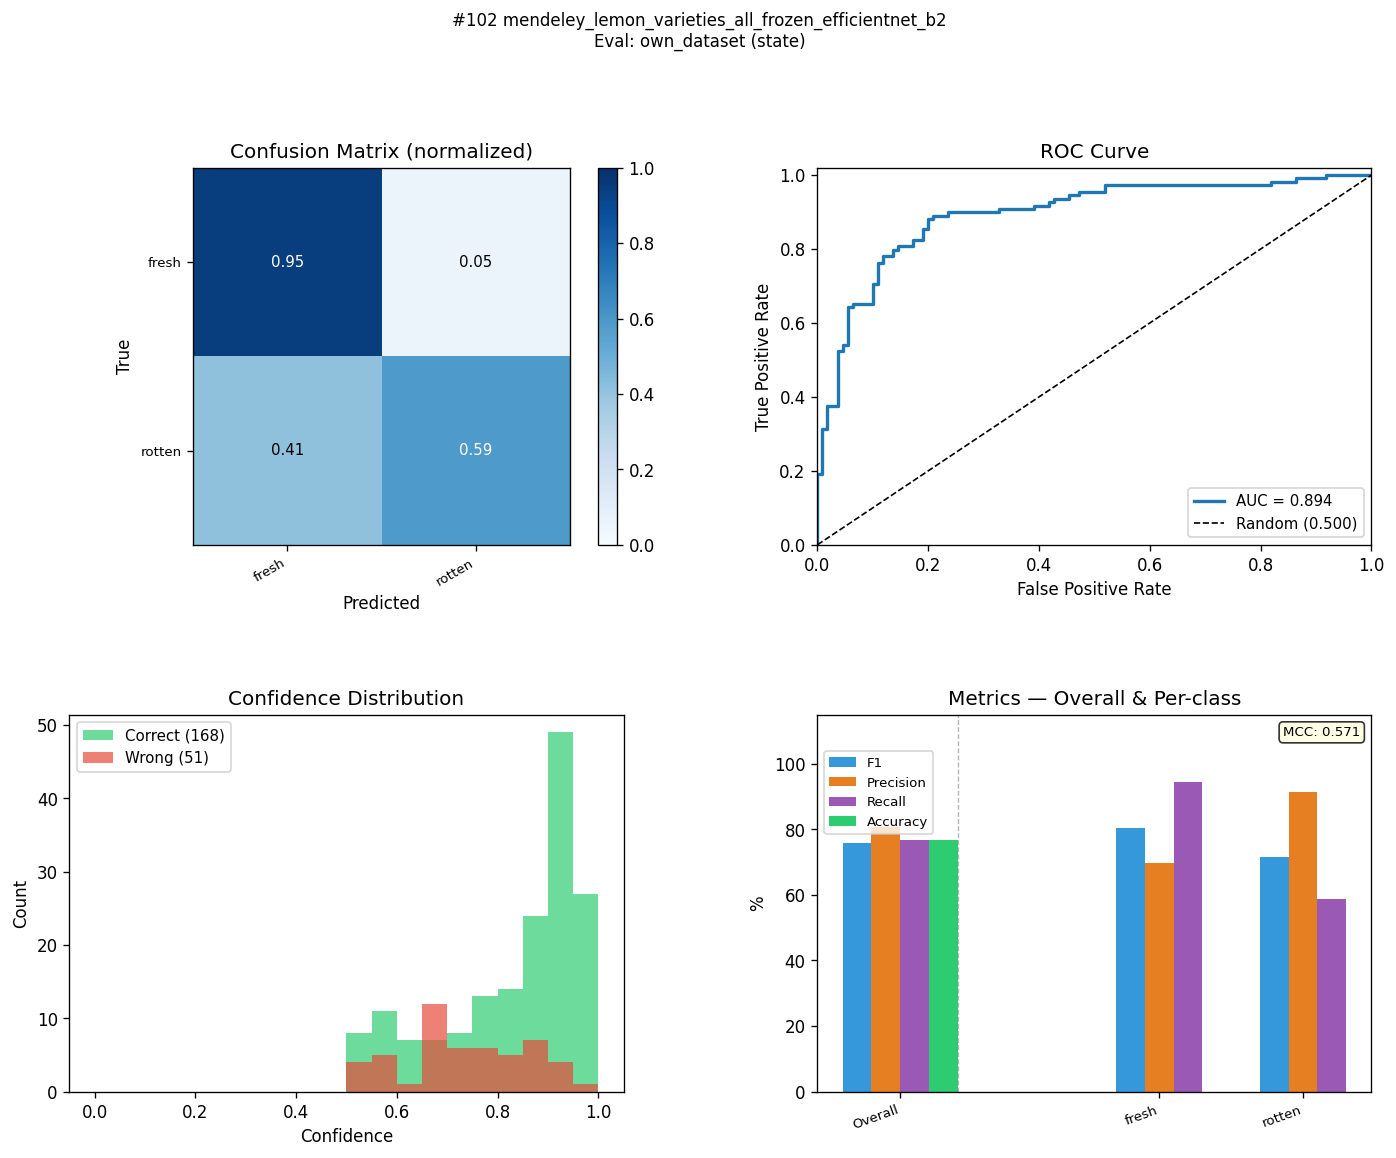 #102 mendeley_lemon_varieties_all_frozen_efficientnet_b2
Eval: own_dataset (state)
Confusion Matrix (normalized)
True
fresh
rotten
0.95
0.05
0.41
0.59
fresh
rotten
Predicted
1.0
0.8
0.6
0.4
0.2
0.0
ROC Curve
True Positive Rate
1.0
0.8
0.6
0.4
0.2
0.0
AUC = 0.894
Random (0.500)
0.0 0.2 0.4 0.6 0.8 1.0
False Positive Rate
Confidence Distribution
Count
50
40
30
20
10
0
Correct (168)
Wrong (51)
0.0 0.2 0.4 0.6 0.8 1.0
Confidence
Metrics — Overall & Per-class
%
100
80
60
40
20
0
MCC: 0.571
F1
Precision
Recall
Accuracy
Overall
fresh
rotten